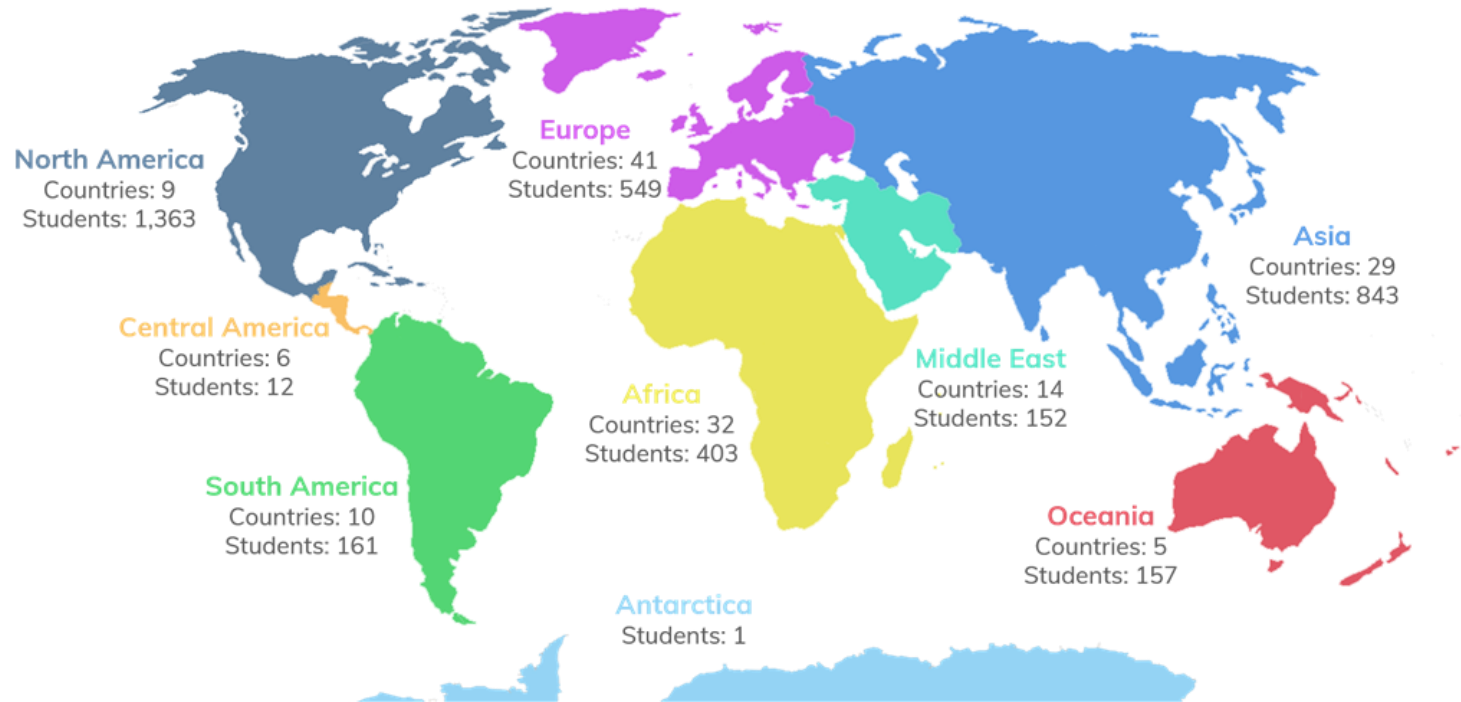 North America
Countries: 9
Students: 1,363
Europe
Countries: 41
Students: 549
Asia
Countries: 29
Students: 843
Central America
Countries: 6
Students: 12
Middle East
Countries: 14
Students: 152
Africa
Countries: 32
Students: 403
South America
Countries: 10
Students: 161
Oceania
Countries: 5
Students: 157
Antarctica
Students: 1